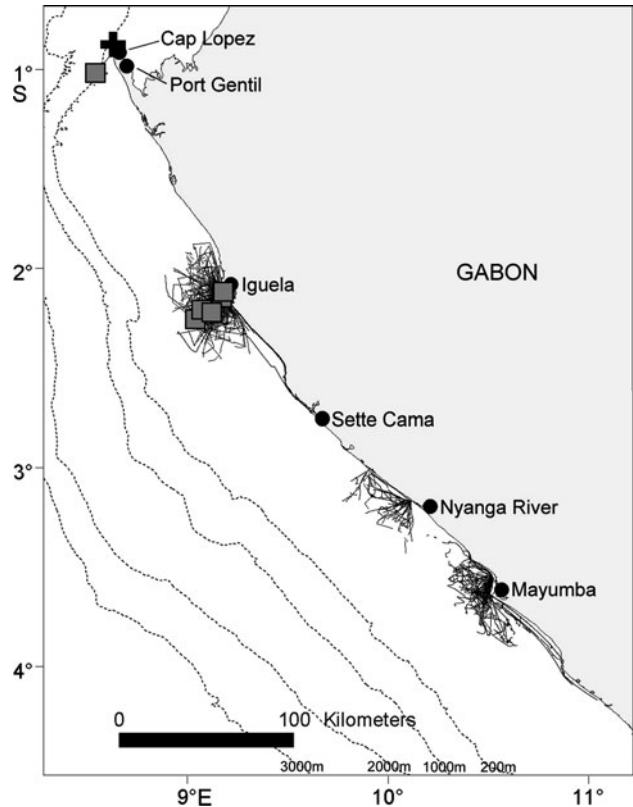 Cap Lopez
1°
S
Port Gentil
2°
Iguela
GABON
Sette Cama
3°
Nyanga River
Mayumba
4°
0 100 Kilometers
3000m 2000m 1000m 200m
9°E 10° 11°